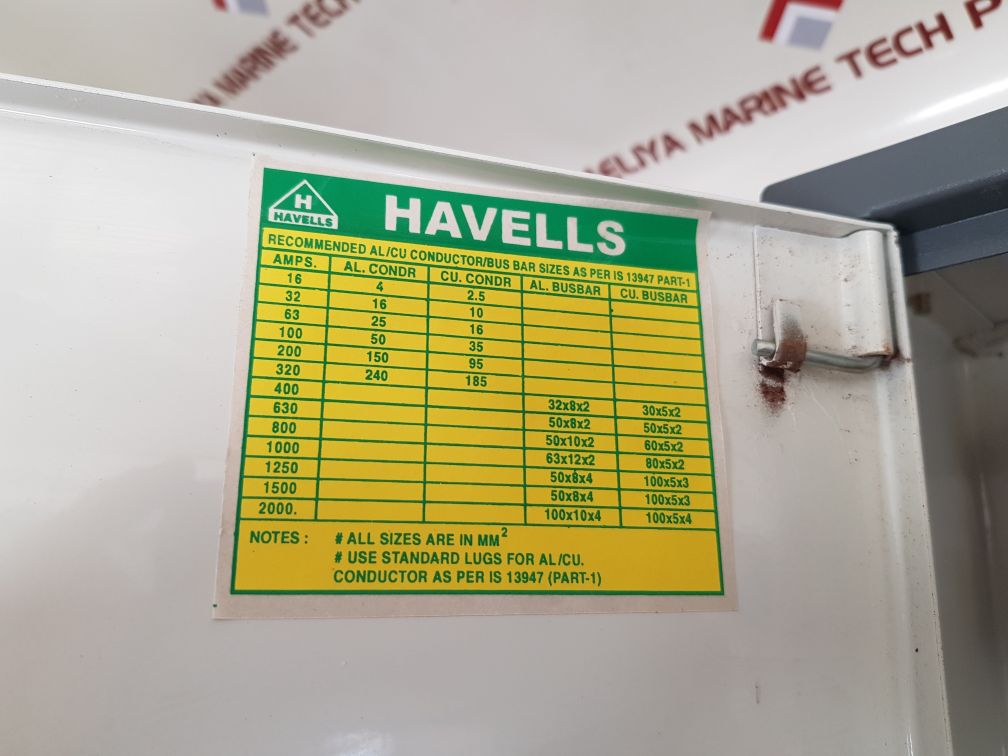 MARINE TECH
ELIYA MARINE TECH P
H
HAVELLS
HAVELLS
RECOMMENDED AL/CU CONDUCTOR/BUS BAR SIZES AS PER IS 13947 PART-1
AMPS. AL. CONDR CU. CONDR AL. BUSBAR CU. BUSBAR
16 4 2.5
32 16 10
63 25 16
100 50 35
200 150 95
320 240 185
400 32x8x2 30x5x2
630 50x8x2 50x5x2
800 50x10x2 60x5x2
1000 63x12x2 80x5x2
1250 50x8x4 100x5x3
1500 50x8x4 100x5x3
2000. 100x10x4 100x5x4
NOTES : # ALL SIZES ARE IN MM²
# USE STANDARD LUGS FOR AL/CU.
CONDUCTOR AS PER IS 13947 (PART-1)